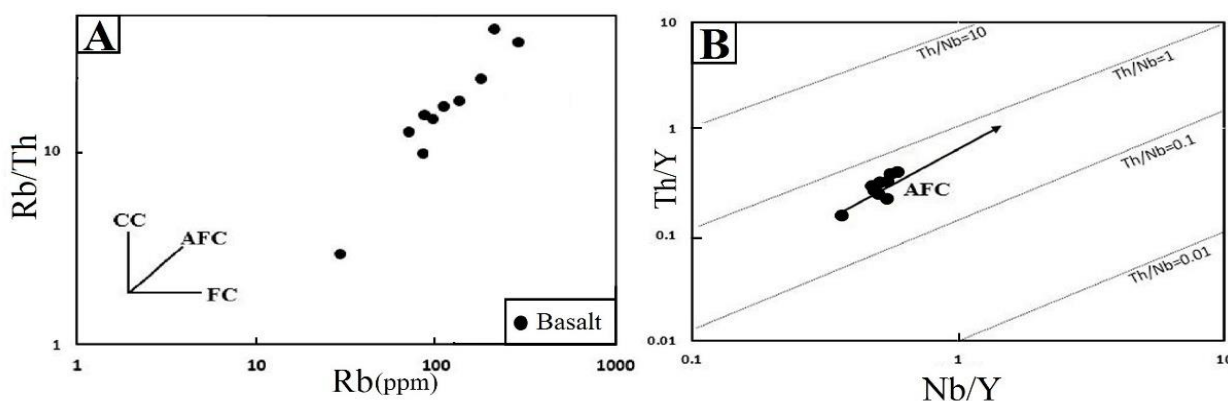 A
Rb/Th
10
1
CC
AFC
FC
Basalt
1
10
100
1000
Rb(ppm)
B
Th/Y
10
1
0.1
0.01
Th/Nb=10
Th/Nb=1
Th/Nb=0.1
Th/Nb=0.01
AFC
0.1
1
10
Nb/Y